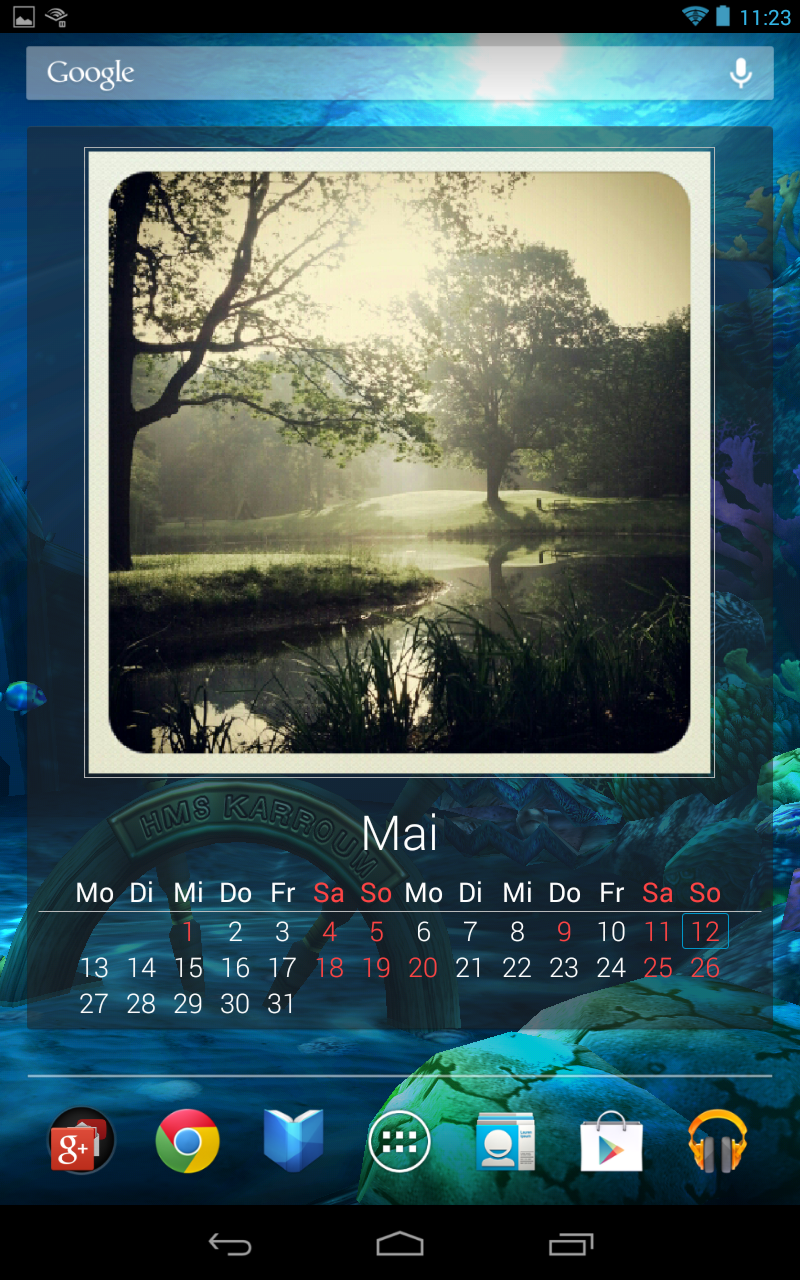 11:23
Google
HMS KARROUM
Mai
Mo Di Mi Do Fr Sa So Mo Di Mi Do Fr Sa So
1 2 3 4 5 6 7 8 9 10 11 12
13 14 15 16 17 18 19 20 21 22 23 24 25 26
27 28 29 30 31
g+